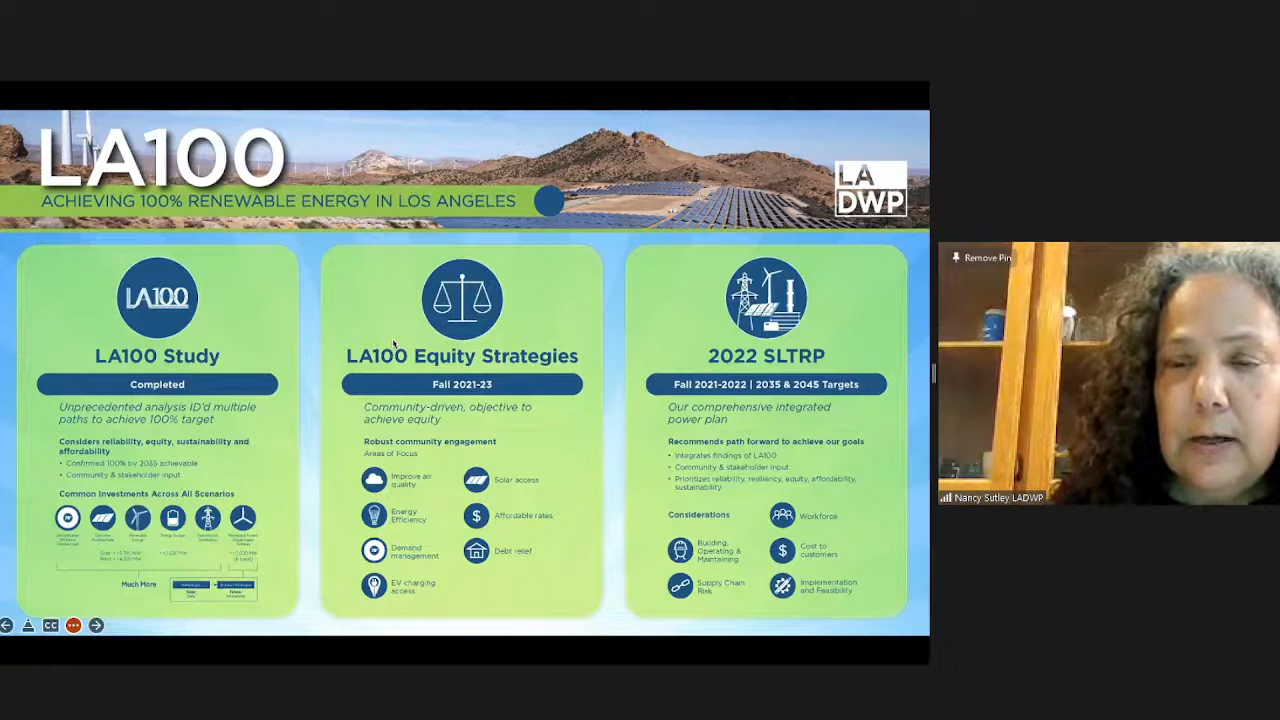 LA100
ACHIEVING 100% RENEWABLE ENERGY IN LOS ANGELES
LA
DWP
LA100
LA100 Study
Completed
Unprecedented analysis ID'd multiple
paths to achieve 100% target
Considers reliability, equity, sustainability and
affordability
• Confirmed 100% by 2035 achievable
• Community & stakeholder input
Common Investments Across All Scenarios
Much More
LA100 Equity Strategies
Fall 2021-23
Community-driven, objective to
achieve equity
Robust community engagement
Areas of Focus
Improve air
quality
Solar access
Energy
Efficiency
Affordable rates
Demand
management
Debt relief
EV charging
access
2022 SLTRP
Fall 2021-2022 | 2035 & 2045 Targets
Our comprehensive integrated
power plan
Recommends path forward to achieve our goals
• Integrates findings of LA100
• Community & stakeholder input
• Prioritizes reliability, resiliency, equity, affordability,
sustainability
Considerations
Workforce
Building,
Operating &
Maintaining
Cost to
customers
Supply Chain
Risk
Implementation
and Feasibility
CC
Remove Pin
Nancy Sutley LADWP